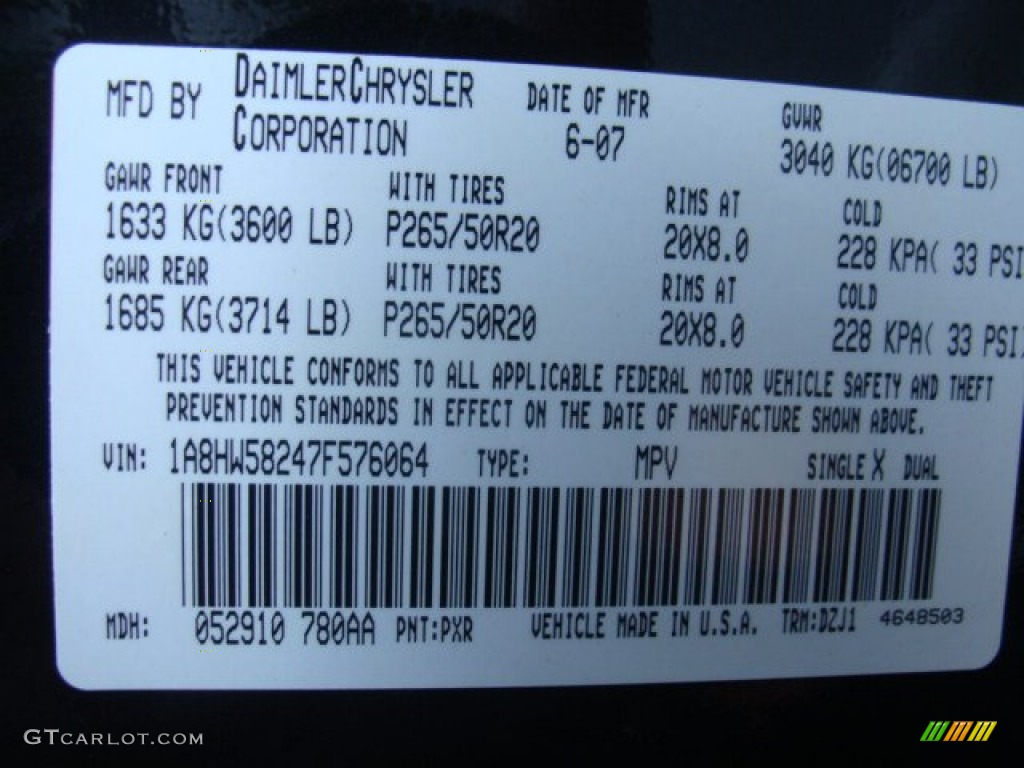 MFD BY DAIMLERCHRYSLER CORPORATION
DATE OF MFR
6-07
GVWR
3040 KG(06700 LB)
GAWR FRONT WITH TIRES RIMS AT COLD
1633 KG(3600 LB) P265/50R20 20X8.0 228 KPA( 33 PSI
GAWR REAR WITH TIRES RIMS AT COLD
1685 KG(3714 LB) P265/50R20 20X8.0 228 KPA( 33 PSI)
THIS VEHICLE CONFORMS TO ALL APPLICABLE FEDERAL MOTOR VEHICLE SAFETY AND THEFT
PREVENTION STANDARDS IN EFFECT ON THE DATE OF MANUFACTURE SHOWN ABOVE.
VIN: 1A8HW58247F576064 TYPE: MPV SINGLE X DUAL
MDH: 052910 780AA PNT:PXR VEHICLE MADE IN U.S.A. TRM:DZJ1 4648503
GTCARLOT.COM